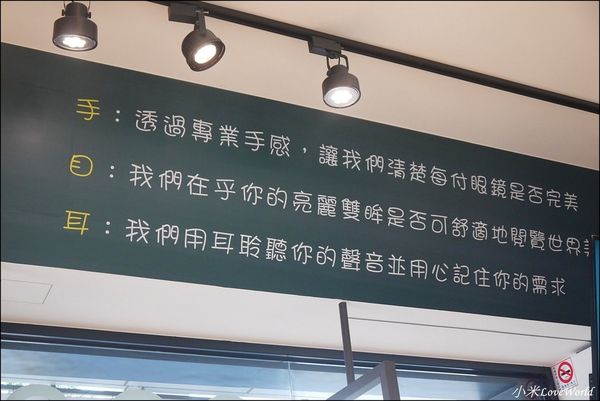 手：透過專業手感，讓我們清楚每付眼鏡是否完美
目：我們在乎你的亮麗雙眸是否可舒適地閱覽世界
耳：我們用耳聆聽你的聲音並用心記住你的需求
小米LoveWorld